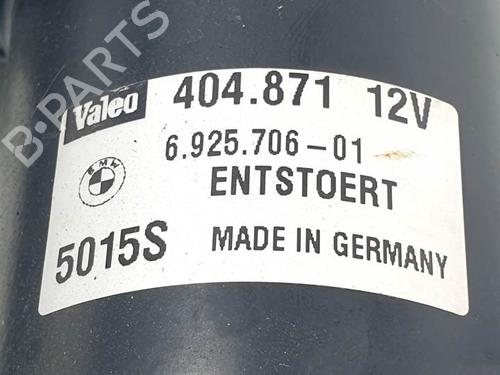 B-PARTS
Valeo 404.871 12V
6.925.706-01
BMW ENTSTOERT
5015S MADE IN GERMANY